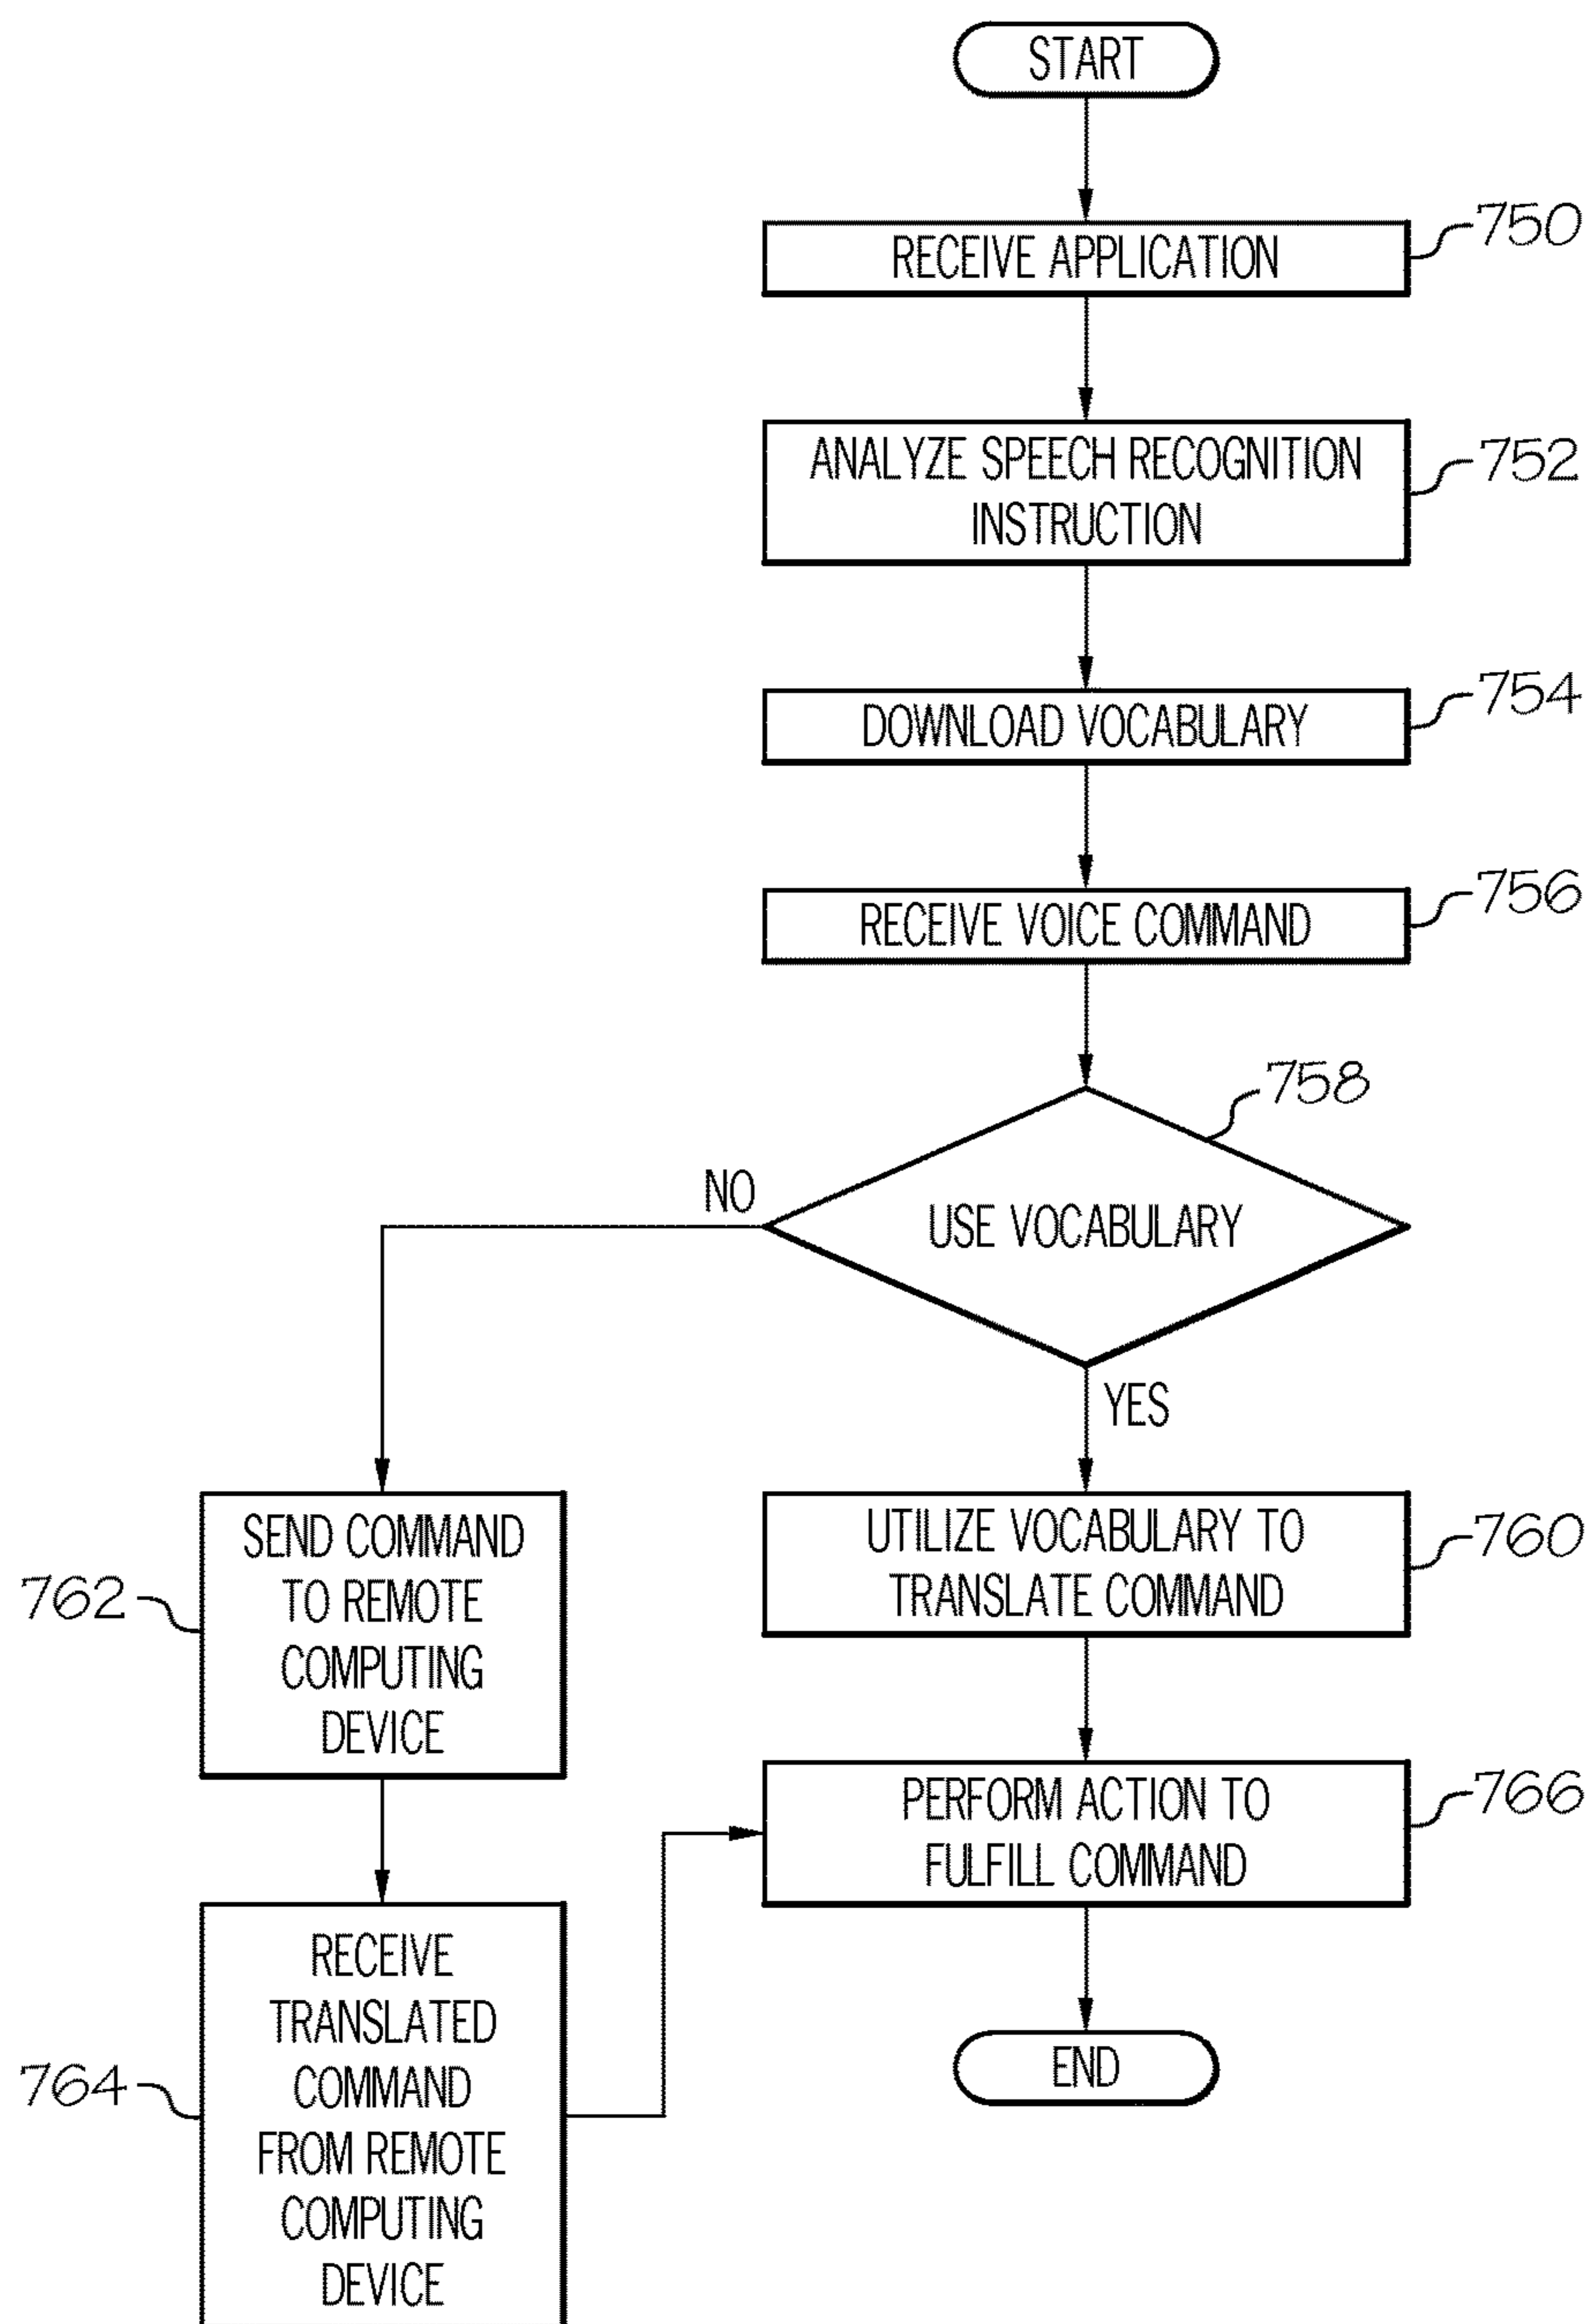 START
RECEIVE APPLICATION
750
ANALYZE SPEECH RECOGNITION
INSTRUCTION
752
DOWNLOAD VOCABULARY
754
RECEIVE VOICE COMMAND
756
758
USE VOCABULARY
NO
YES
SEND COMMAND
TO REMOTE
COMPUTING
DEVICE
762
UTILIZE VOCABULARY TO
TRANSLATE COMMAND
760
PERFORM ACTION TO
FULFILL COMMAND
766
RECEIVE
TRANSLATED
COMMAND
FROM REMOTE
COMPUTING
DEVICE
764
END